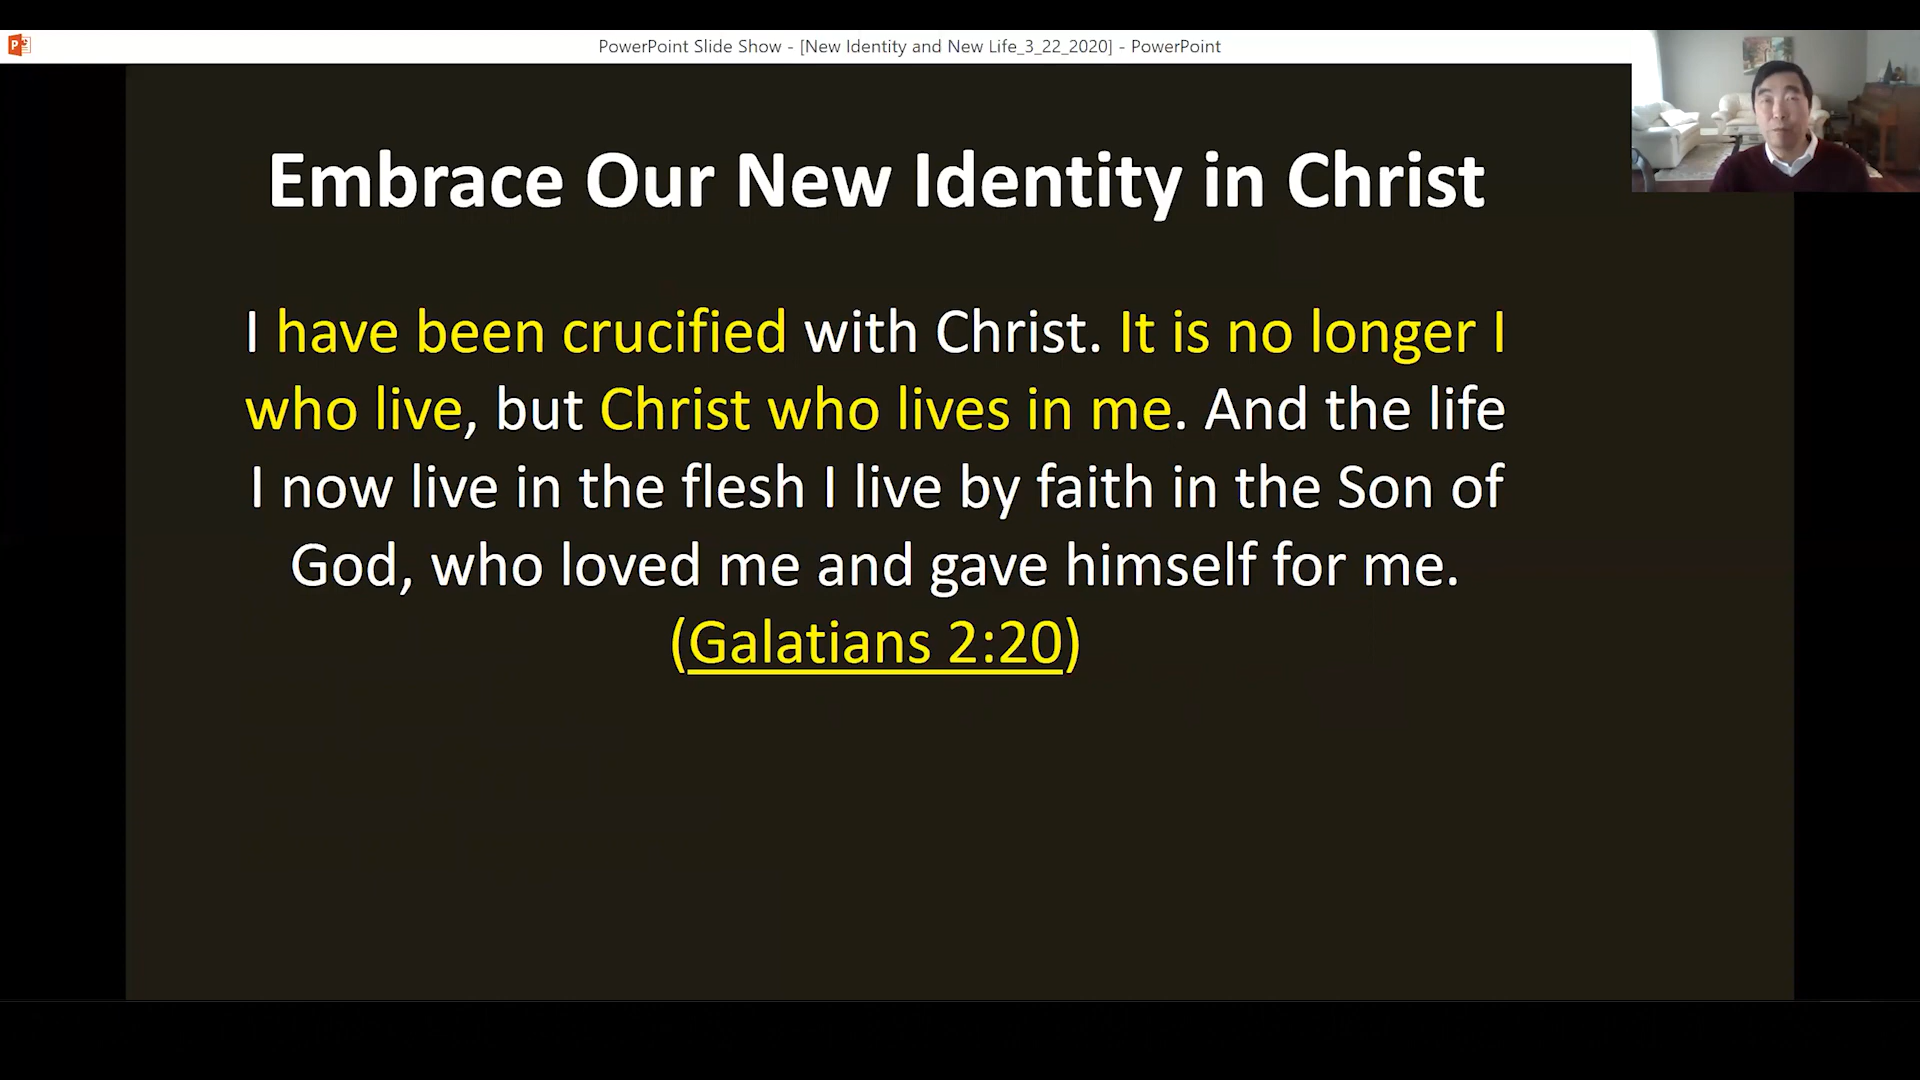 PowerPoint Slide Show - [New Identity and New Life_3_22_2020] - PowerPoint
Embrace Our New Identity in Christ
I have been crucified with Christ. It is no longer I
who live, but Christ who lives in me. And the life
I now live in the flesh I live by faith in the Son of
God, who loved me and gave himself for me.
(Galatians 2:20)